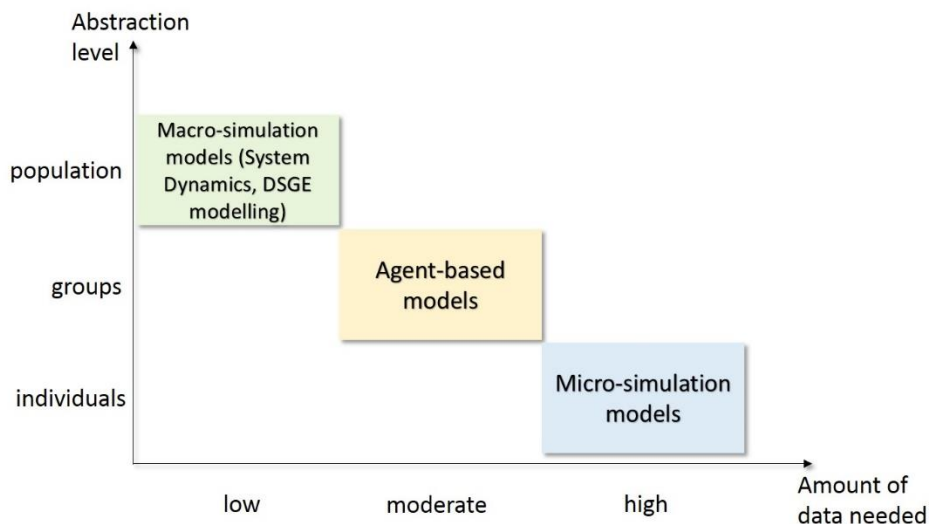 Abstraction
level
Macro-simulation
models (System
Dynamics, DSGE
modelling)
population
Agent-based
models
groups
Micro-simulation
models
individuals
low
moderate
high
Amount of
data needed